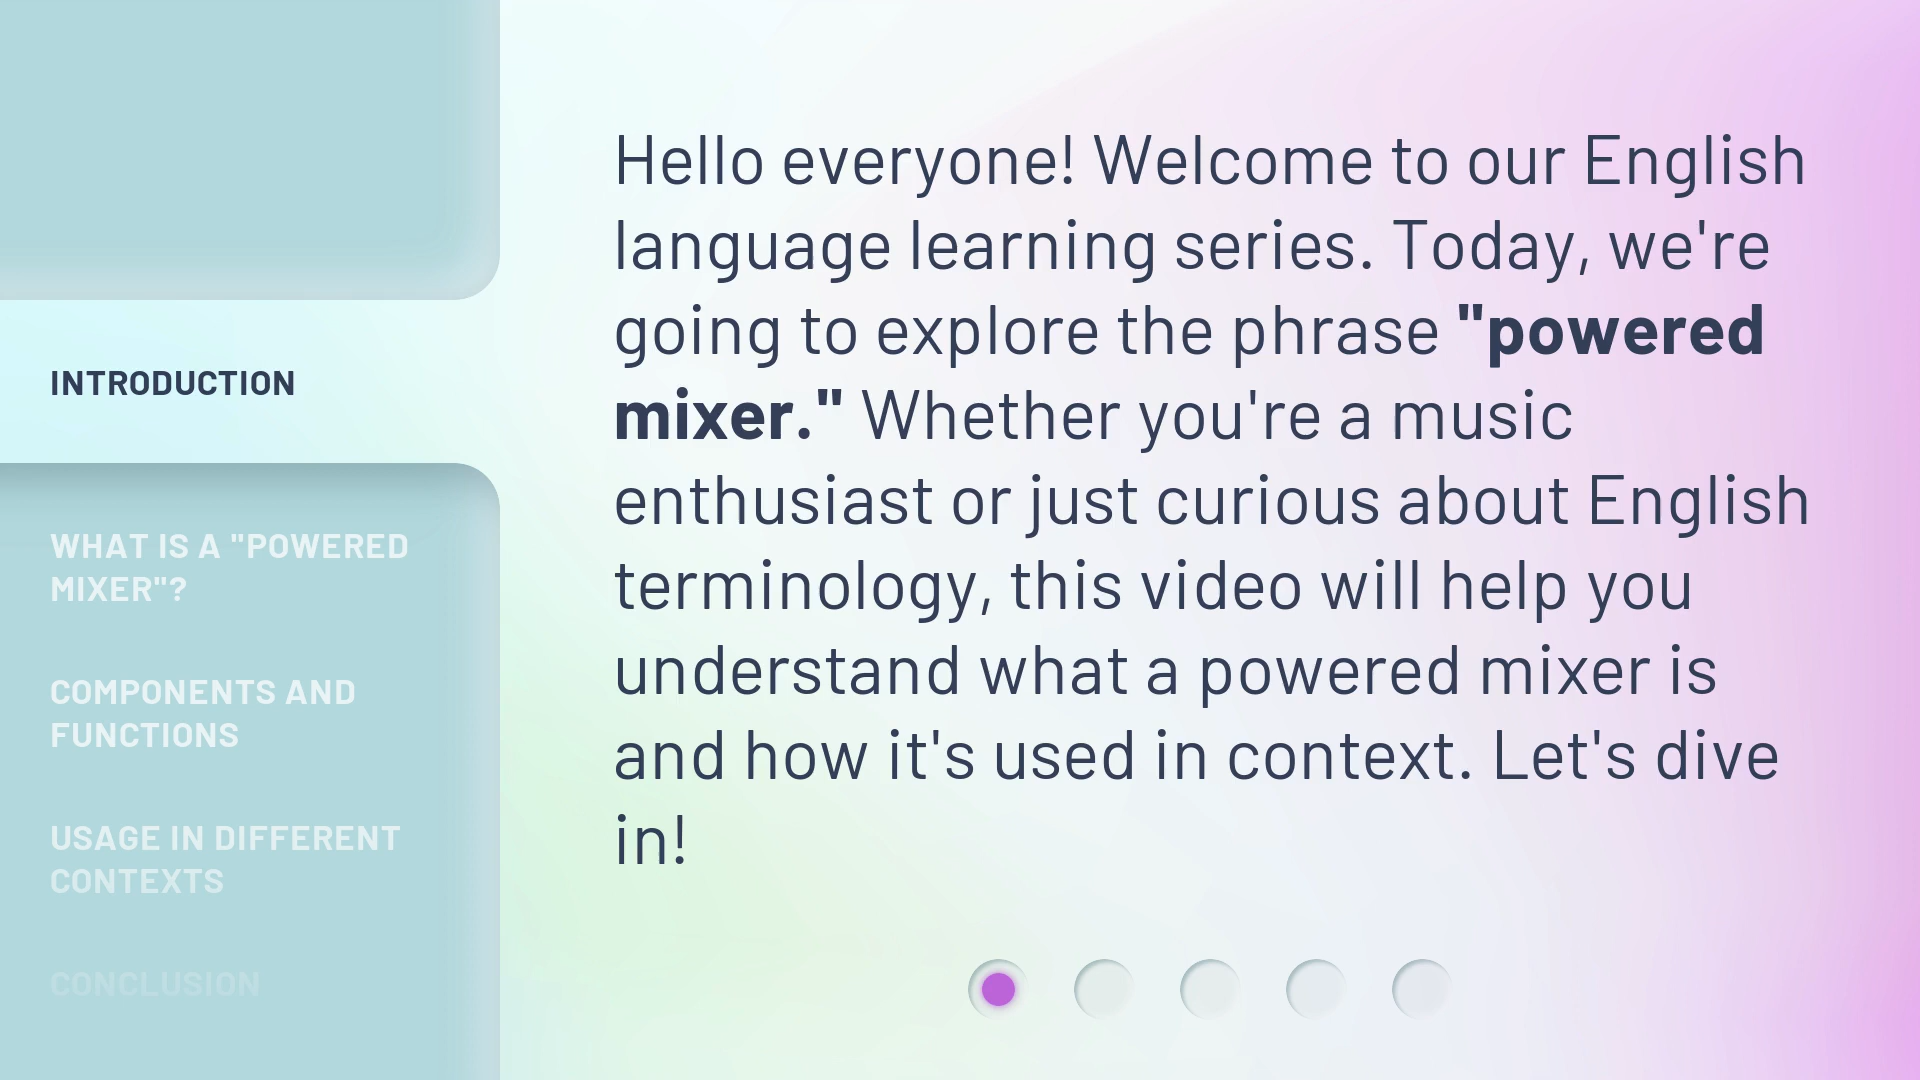 INTRODUCTION
WHAT IS A "POWERED
MIXER"?
COMPONENTS AND
FUNCTIONS
USAGE IN DIFFERENT
CONTEXTS
CONCLUSION
Hello everyone! Welcome to our English
language learning series. Today, we're
going to explore the phrase "powered
mixer." Whether you're a music
enthusiast or just curious about English
terminology, this video will help you
understand what a powered mixer is
and how it's used in context. Let's dive
in!